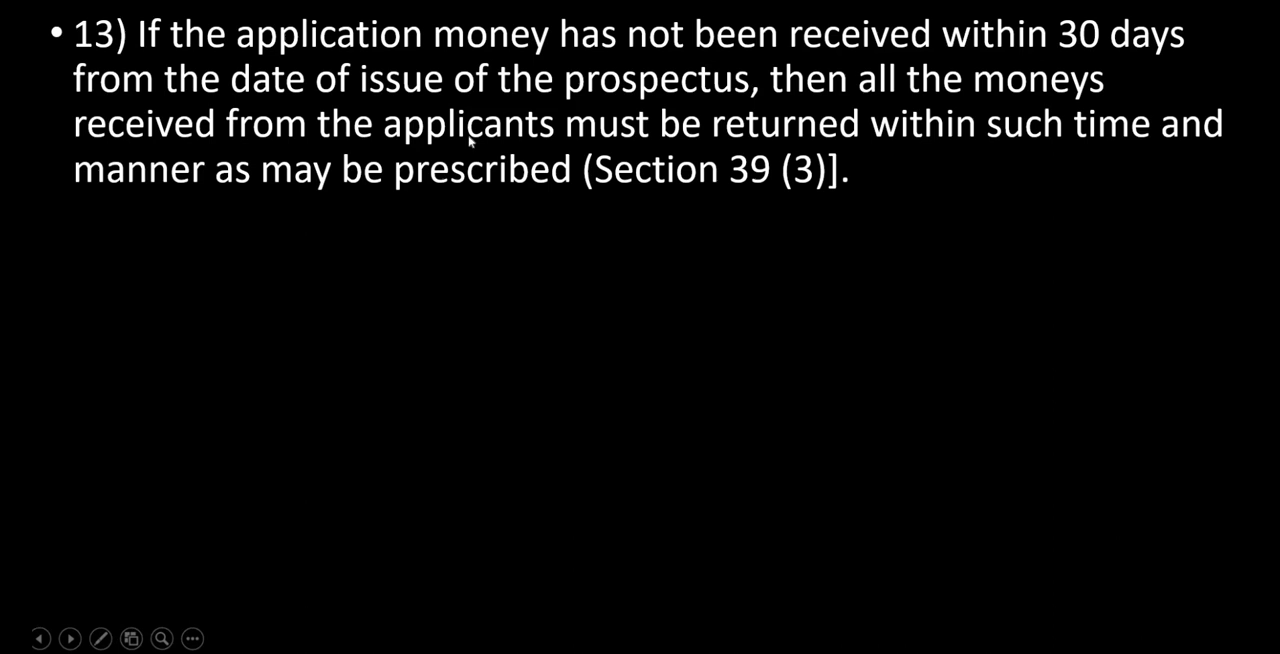 • 13) If the application money has not been received within 30 days
from the date of issue of the prospectus, then all the moneys
received from the applicants must be returned within such time and
manner as may be prescribed (Section 39 (3)].